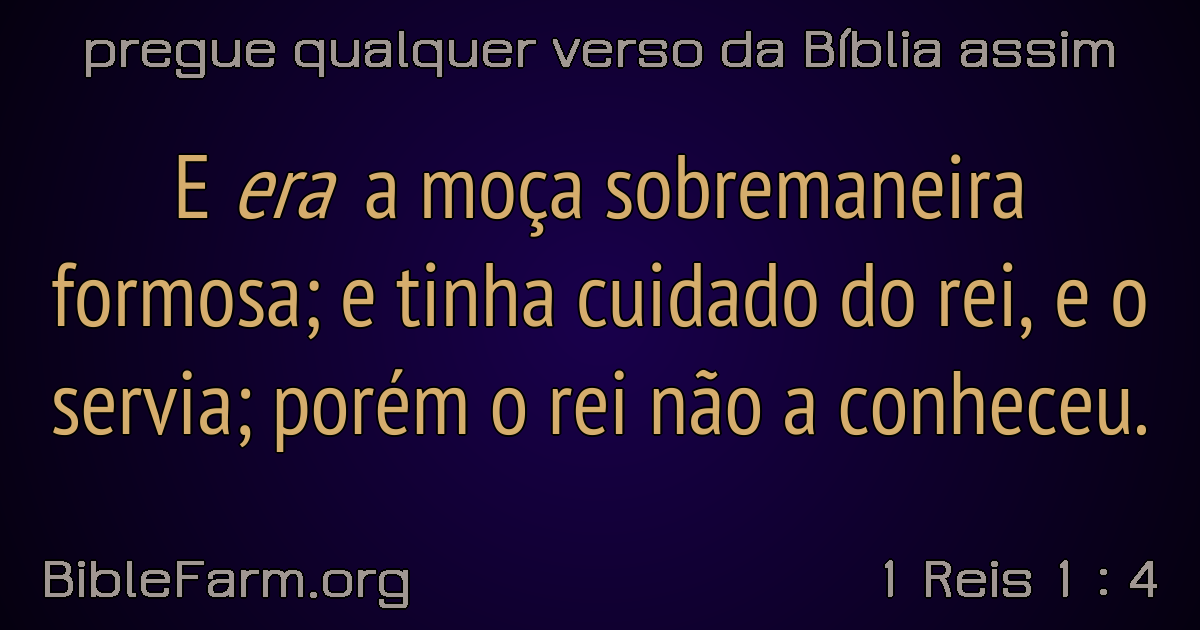 pregue qualquer verso da Bíblia assim
E era a moça sobremaneira
formosa; e tinha cuidado do rei, e o
servia; porém o rei não a conheceu.
BibleFarm.org
1 Reis 1 : 4